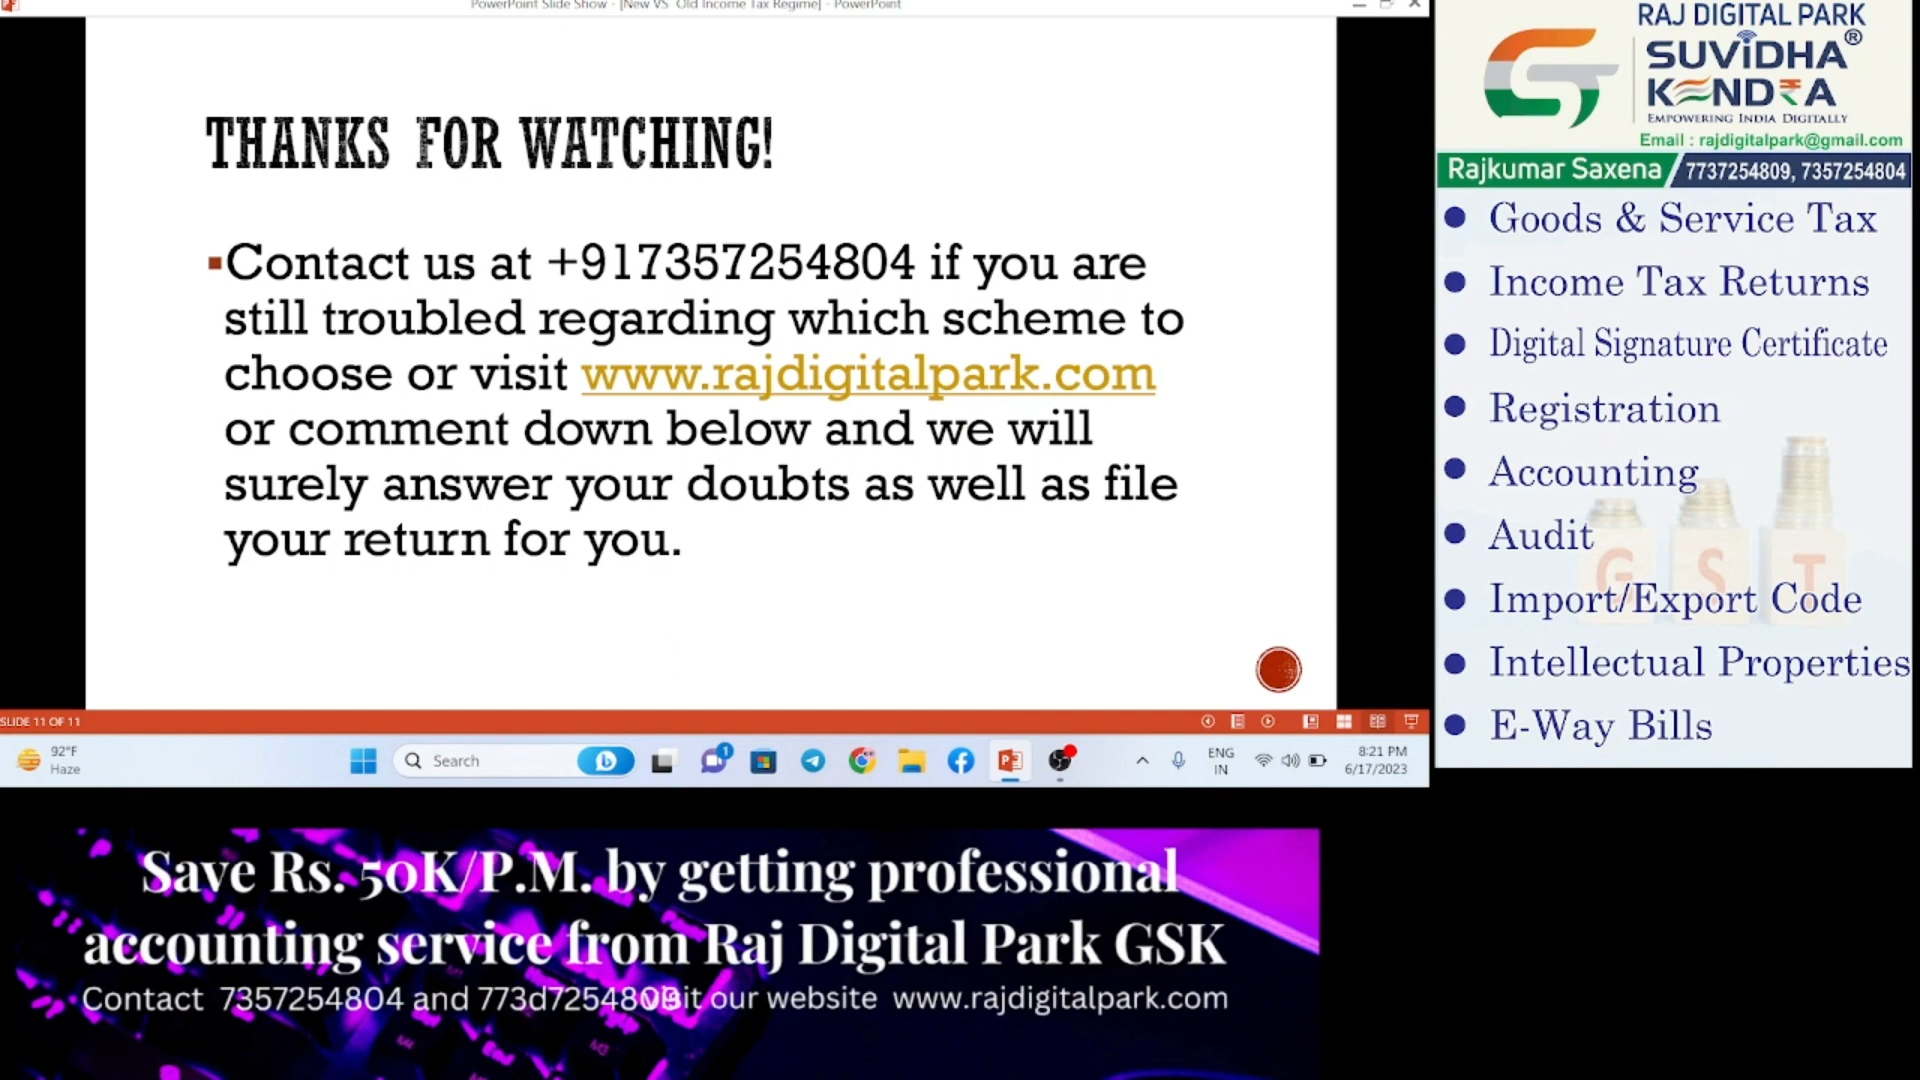 PowerPoint Slide Show - [New VS Old Income Tax Regime] - PowerPoint
THANKS FOR WATCHING!
Contact us at +917357254804 if you are
still troubled regarding which scheme to
choose or visit www.rajdigitalpark.com
or comment down below and we will
surely answer your doubts as well as file
your return for you.
SLIDE 11 OF 11
92°F
Haze
Search
1
ENG
IN
8:21 PM
6/17/2023
RAJ DIGITAL PARK
SUVIDHA®
KENDRA
EMPOWERING INDIA DIGITALLY
Email : rajdigitalpark@gmail.com
Rajkumar Saxena 7737254809, 7357254804
Goods & Service Tax
Income Tax Returns
Digital Signature Certificate
Registration
Accounting
Audit
Import/Export Code
Intellectual Properties
E-Way Bills
G S T
Save Rs. 50K/P.M. by getting professional
accounting service from Raj Digital Park GSK
Contact 7357254804 and visit our website www.rajdigitalpark.com